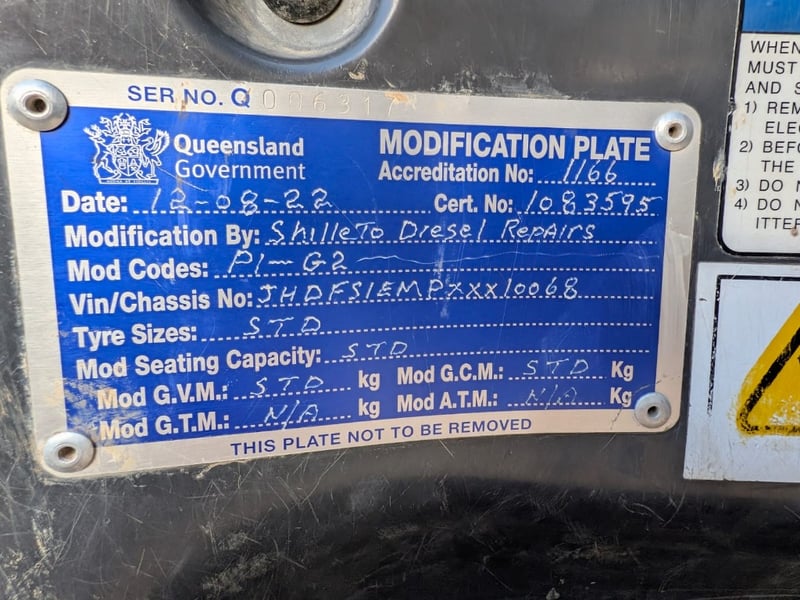 SER NO. Q 0086317
Queensland Government
MODIFICATION PLATE
Accreditation No: 1166
Date: 12-08-22 Cert. No: 1083595
Modification By: ShilleTo Diesel Repairs
Mod Codes: P1-G2
Vin/Chassis No: JHDFS1EMPXXX10068
Tyre Sizes: STD
Mod Seating Capacity: STD
Mod G.V.M.: STD kg Mod G.C.M.: STD Kg
Mod G.T.M.: N/A kg Mod A.T.M.: N/A Kg
THIS PLATE NOT TO BE REMOVED
WHEN
MUST
AND S
1) REM
ELE
2) BEFO
THE
3) DO N
4) DO N
ITTER